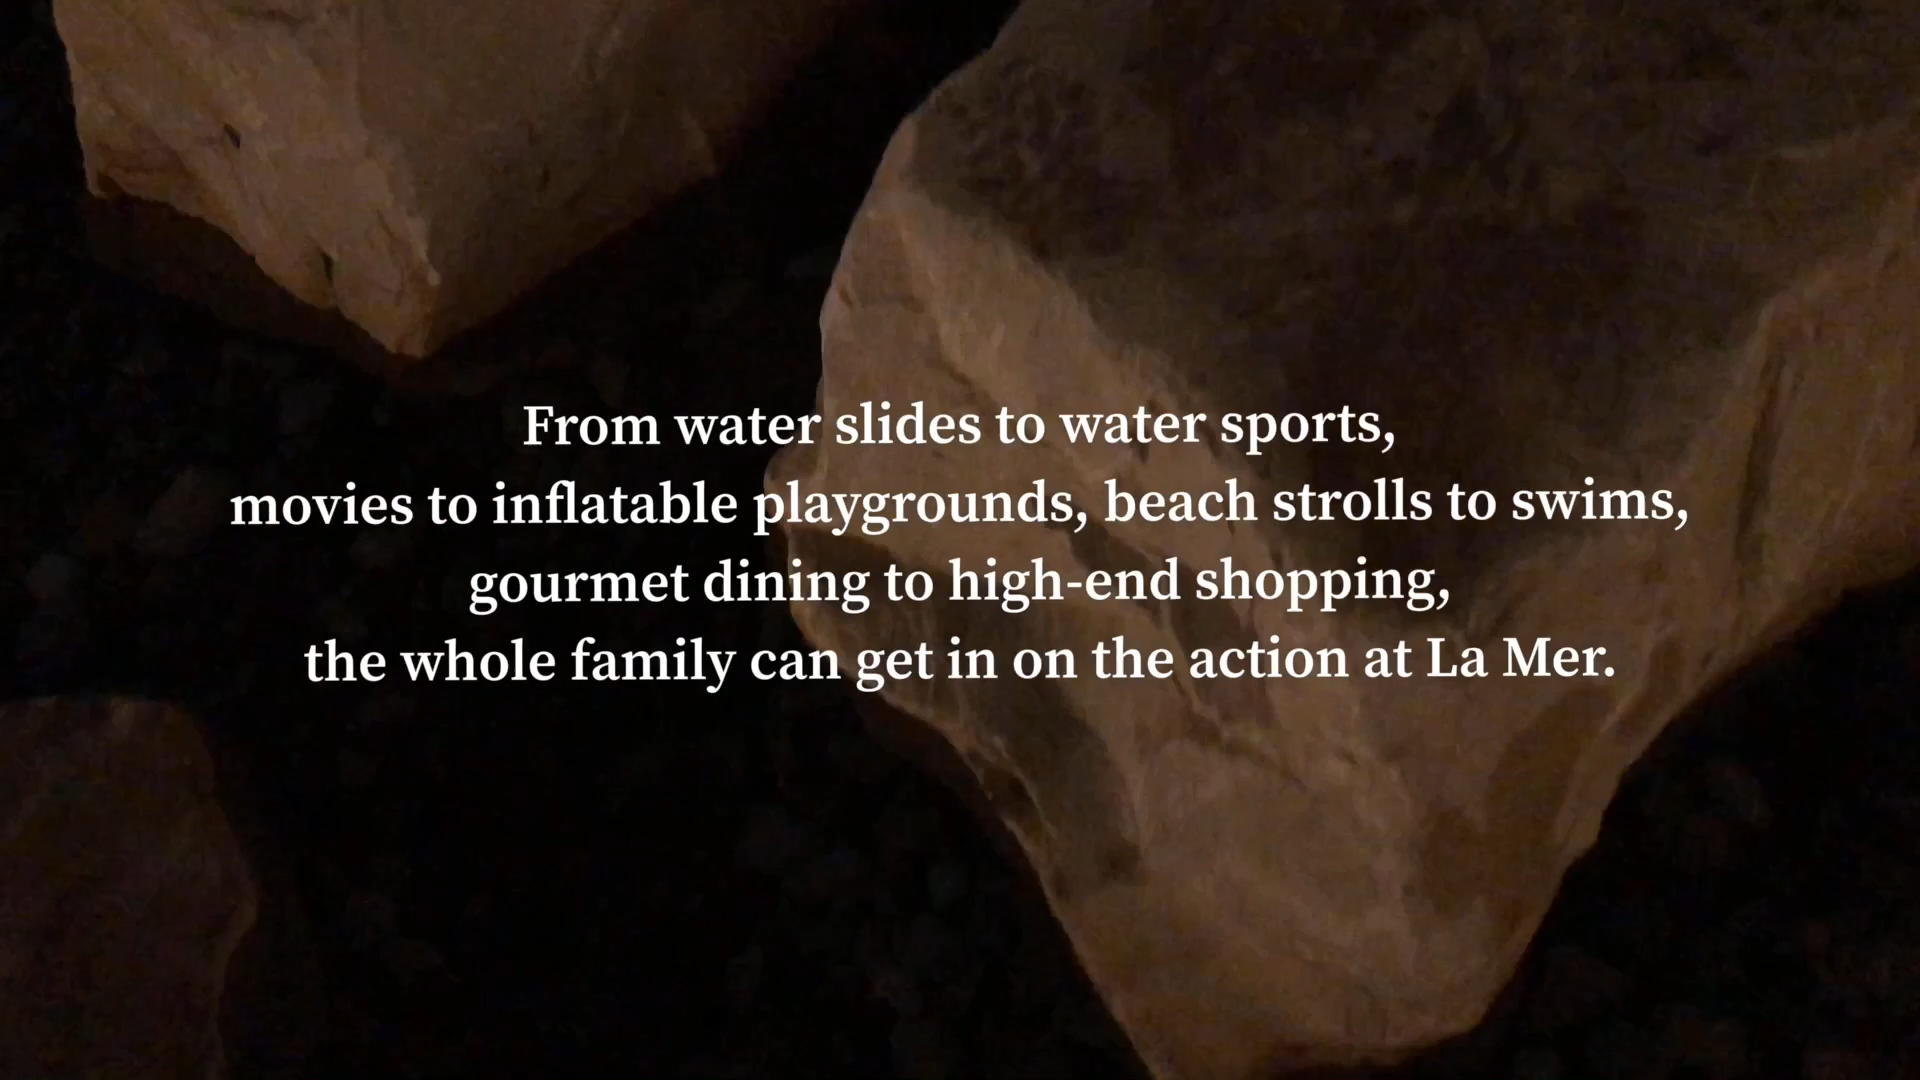 From water slides to water sports,
movies to inflatable playgrounds, beach strolls to swims,
gourmet dining to high-end shopping,
the whole family can get in on the action at La Mer.